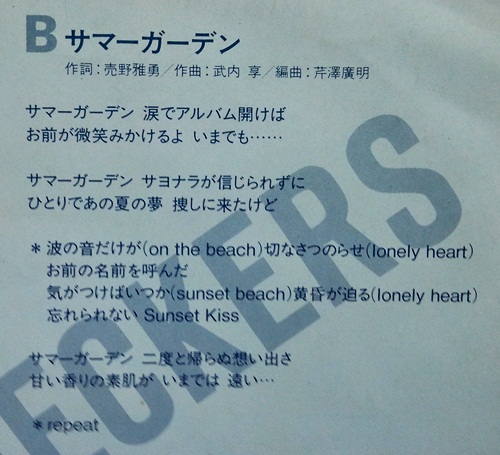 B サマーガーデン
作詞：売野雅勇／作曲：武内 享／編曲：芹澤廣明
サマーガーデン 涙でアルバム開けば
お前が微笑みかけるよ いまでも……
サマーガーデン サヨナラが信じられずに
ひとりであの夏の夢 捜しに来たけど
＊波の音だけが(on the beach)切なさつのらせ(lonely heart)
お前の名前を呼んだ
気がつけばいつか(sunset beach)黄昏が迫る(lonely heart)
忘れられない Sunset Kiss
サマーガーデン 二度と帰らぬ想い出さ
甘い香りの素肌が いまでは 遠い…
＊repeat
ECKERS